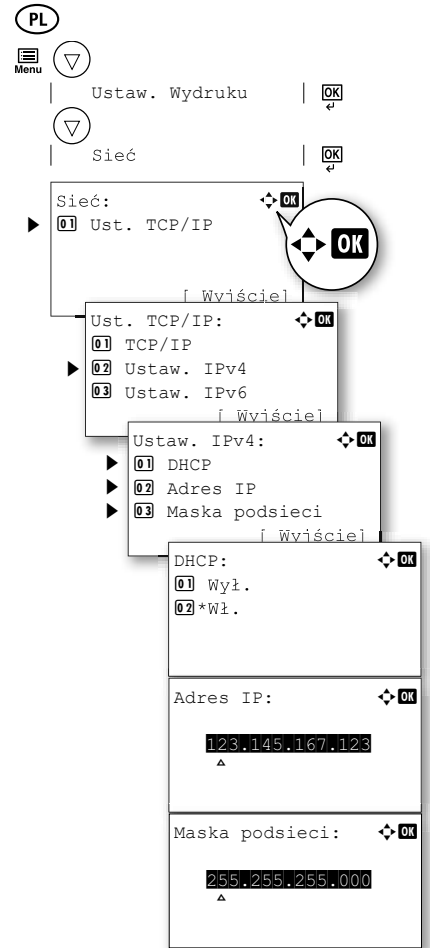 PL
Menu
Ustaw. Wydruku OK
Sieć OK
Sieć: OK
01 Ust. TCP/IP
OK
[ Wyjście]
Ust. TCP/IP: OK
01 TCP/IP
02 Ustaw. IPv4
03 Ustaw. IPv6
[ Wyjście]
Ustaw. IPv4: OK
01 DHCP
02 Adres IP
03 Maska podsieci
[ Wyjście]
DHCP: OK
01 Wył.
02 *Wł.
Adres IP: OK
123.145.167.123
Maska podsieci: OK
255.255.255.000